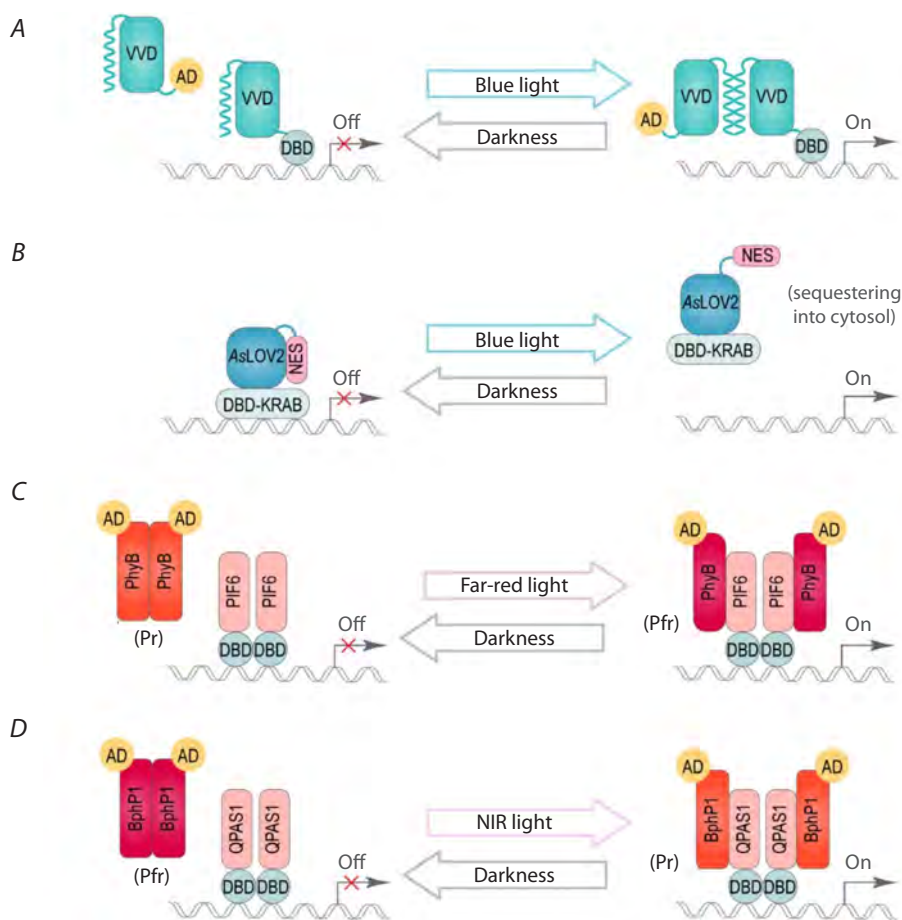 A
VVD
AD
VVD
Off
DBD
Blue light
Darkness
VVD
VVD
AD
On
DBD
B
AsLOV2
NES
Off
DBD-KRAB
Blue light
Darkness
NES
AsLOV2
(sequestering
into cytosol)
DBD-KRAB
On
C
AD
AD
PhyB
PhyB
(Pr)
PIF6
PIF6
Off
DBD
DBD
Far-red light
Darkness
AD
AD
PhyB
PIF6
PIF6
PhyB
(Pfr)
On
DBD
DBD
D
AD
AD
BphP1
BphP1
(Pfr)
QPAS1
QPAS1
Off
DBD
DBD
NIR light
Darkness
AD
AD
BphP1
QPAS1
QPAS1
BphP1
(Pr)
On
DBD
DBD